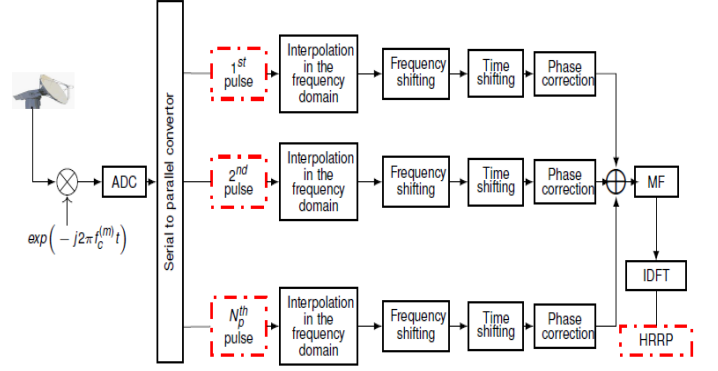 1st pulse
Interpolation
in the
frequency
domain
Frequency
shifting
Time
shifting
Phase
correction
Serial to parallel convertor
ADC
exp(− j2πf_c^(m) t)
2nd
pulse
Interpolation
in the
frequency
domain
Frequency
shifting
Time
shifting
Phase
correction
MF
IDFT
HRRP
N_p^th
pulse
Interpolation
in the
frequency
domain
Frequency
shifting
Time
shifting
Phase
correction